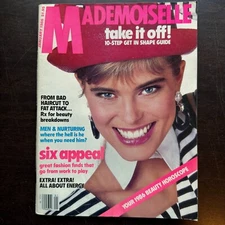 MADEMOISELLE
take it off!
10-STEP GET IN SHAPE GUIDE
FROM BAD
HAIRCUT TO
FAT ATTACK...
Rx for beauty
breakdowns
MEN & NURTURING
where the hell is he
when you need him?
six appeal
great fashion finds that
go from work to play
EXTRA! EXTRA!
ALL ABOUT ENERGY
YOUR 1986 BEAUTY HOROSCOPE